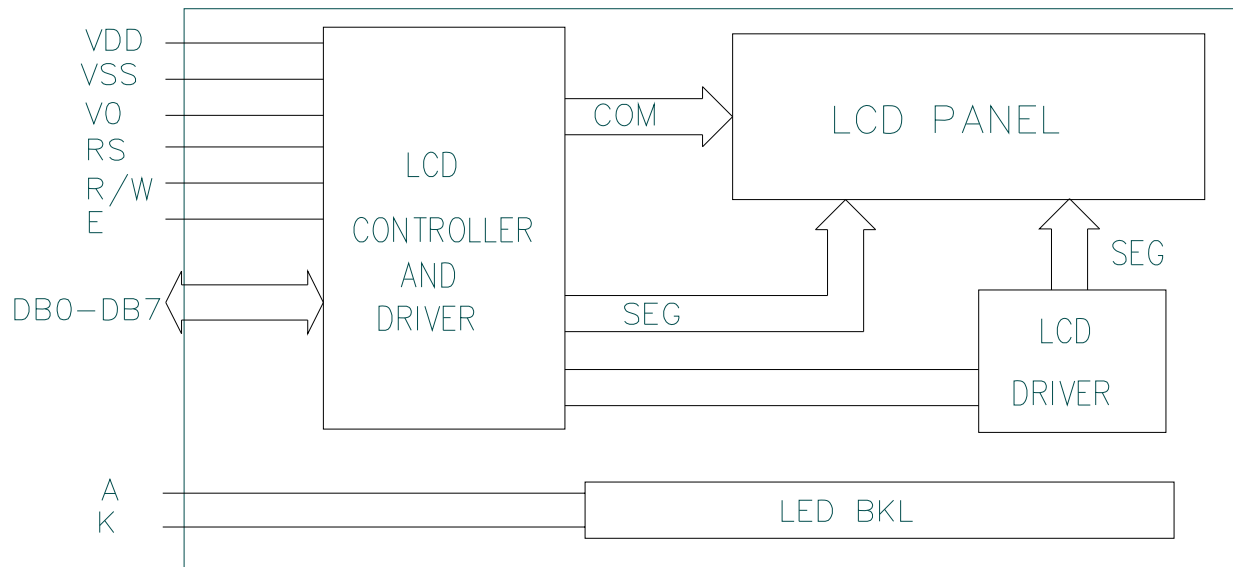 VDD
VSS
V0
RS
R/W
E
DB0-DB7
LCD
CONTROLLER
AND
DRIVER
COM
LCD PANEL
SEG
SEG
LCD
DRIVER
A
K
LED BKL